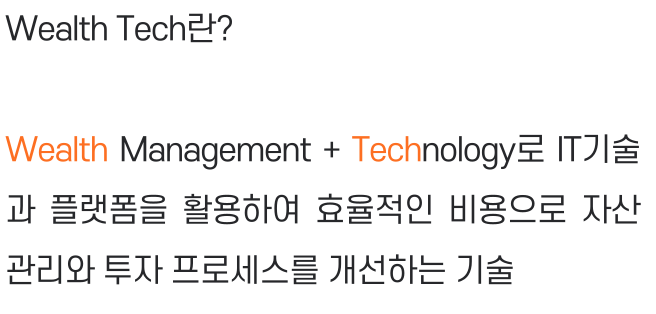 Wealth Tech란?
Wealth Management + Technology로 IT기술
과 플랫폼을 활용하여 효율적인 비용으로 자산
관리와 투자 프로세스를 개선하는 기술